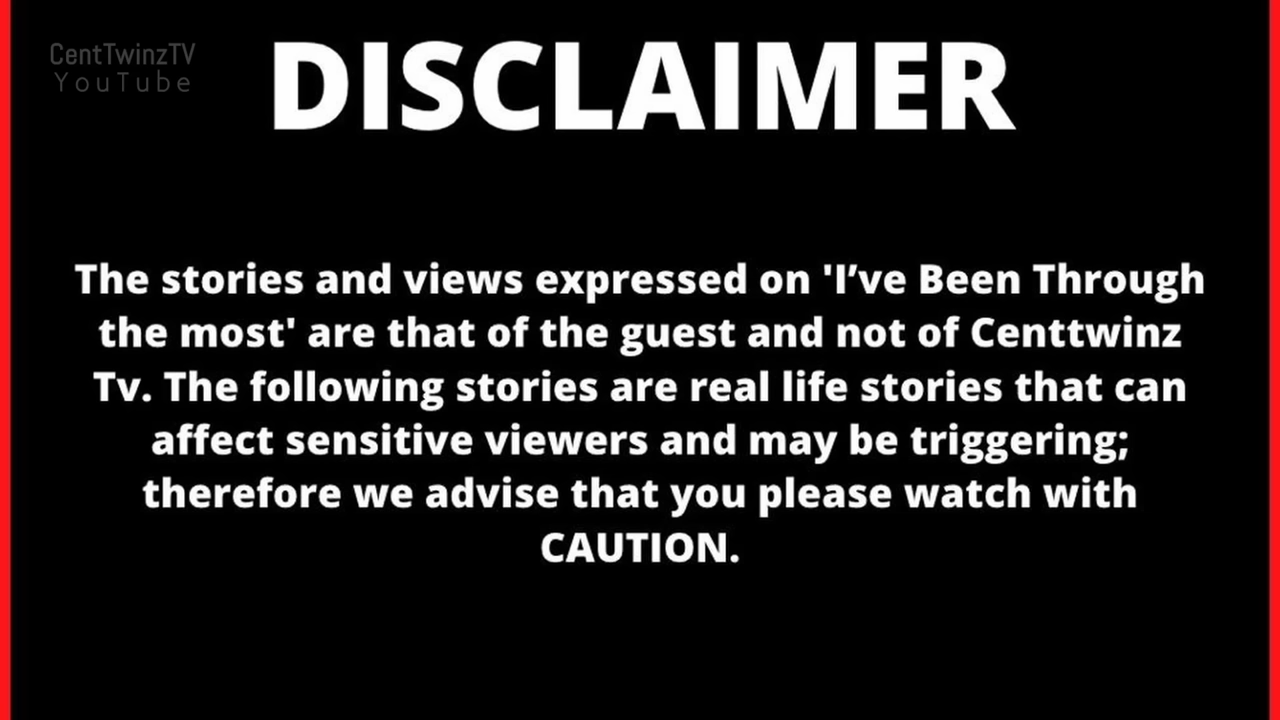 CentTwinzTV
YouTube
DISCLAIMER
The stories and views expressed on 'I’ve Been Through
the most' are that of the guest and not of Centtwinz
Tv. The following stories are real life stories that can
affect sensitive viewers and may be triggering;
therefore we advise that you please watch with
CAUTION.